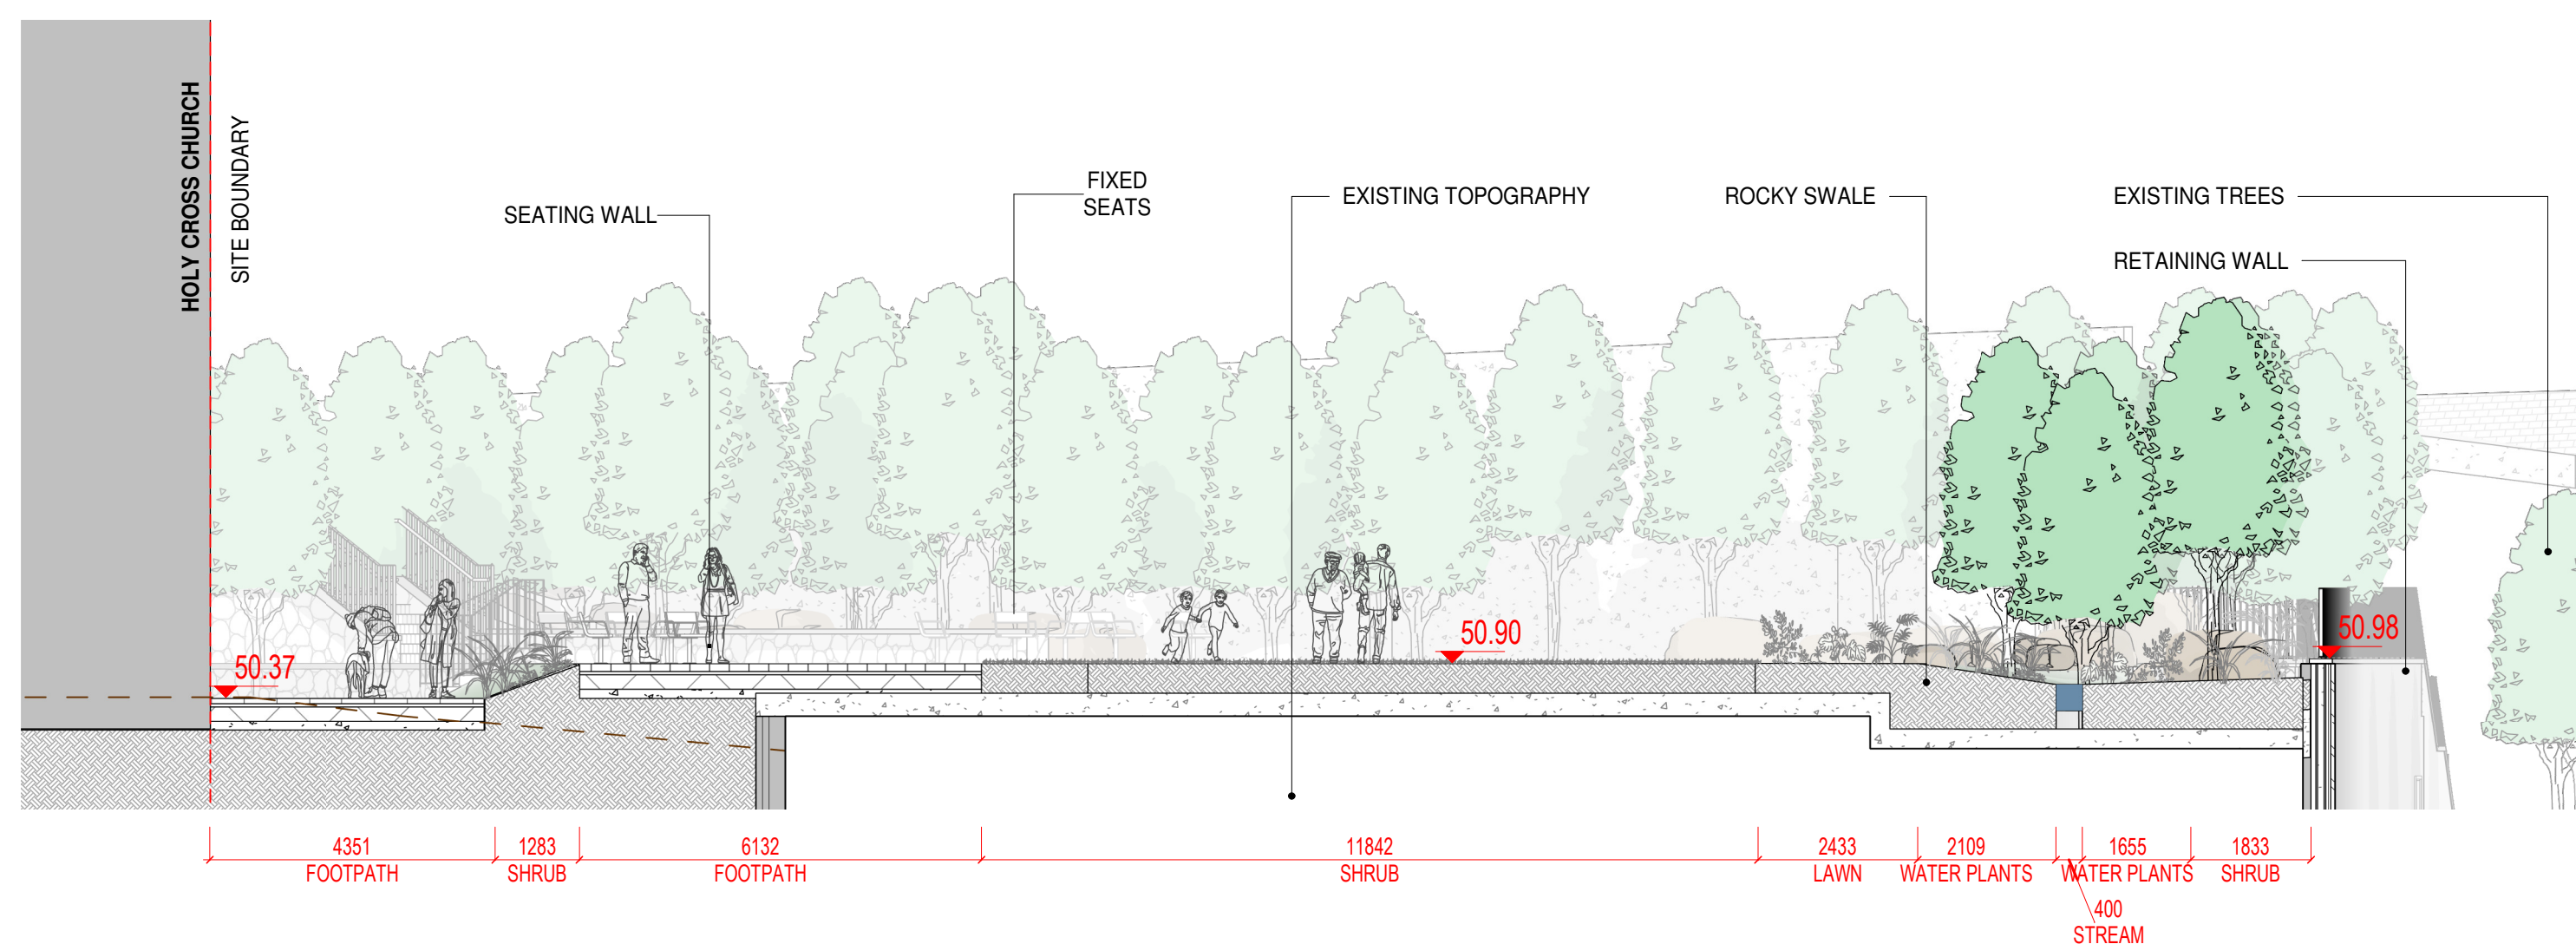 HOLY CROSS CHURCH
SITE BOUNDARY
SEATING WALL
FIXED
SEATS
EXISTING TOPOGRAPHY
ROCKY SWALE
EXISTING TREES
RETAINING WALL
50.37
50.90
50.98
4351
FOOTPATH
1283
SHRUB
6132
FOOTPATH
11842
SHRUB
2433
LAWN
2109
WATER PLANTS
400
STREAM
1655
WATER PLANTS
1833
SHRUB